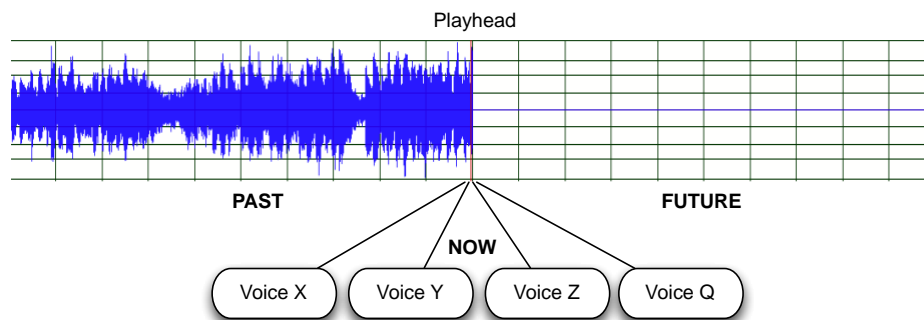 Playhead
PAST
FUTURE
NOW
Voice X
Voice Y
Voice Z
Voice Q